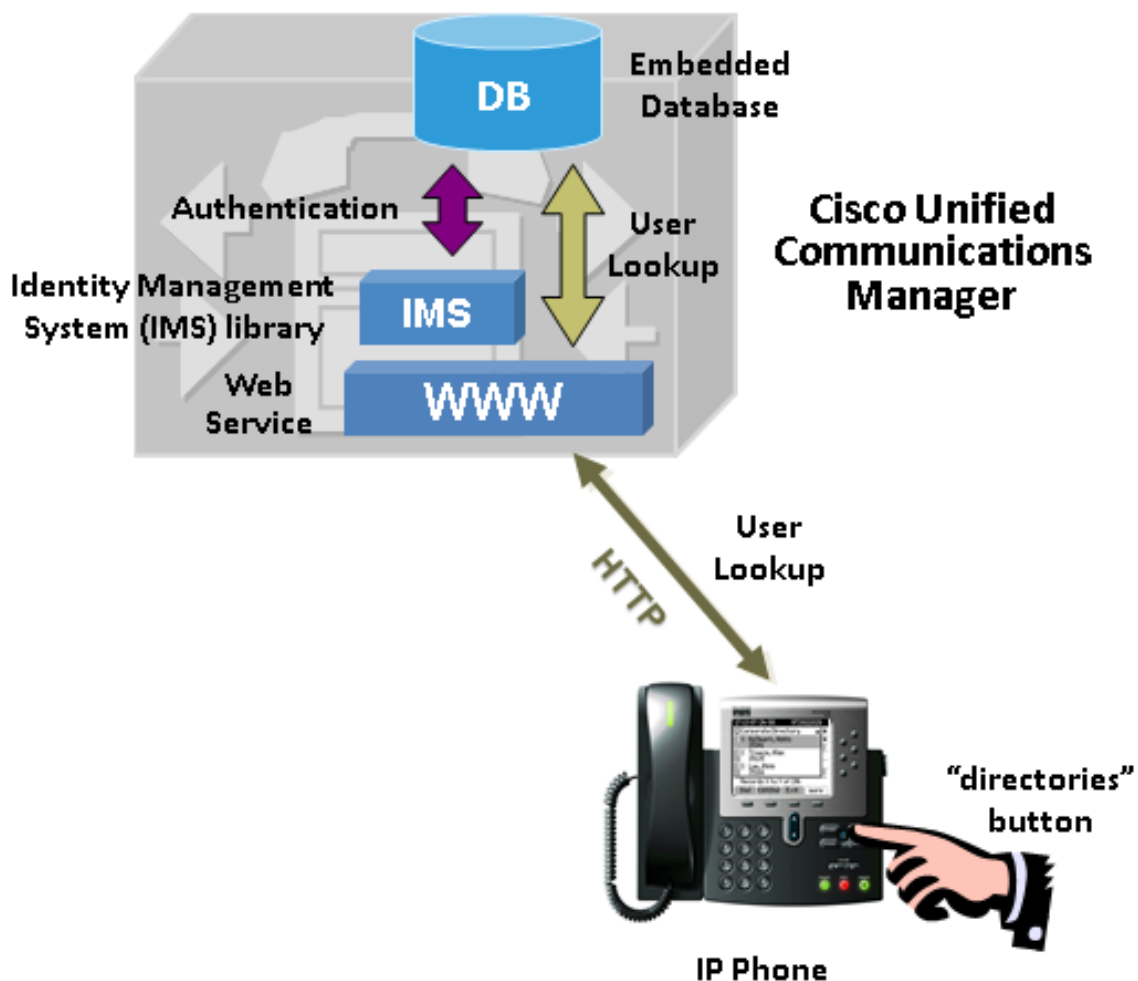 DB
Embedded
Database
Authentication
User
Lookup
Cisco Unified
Communications
Manager
Identity Management
System (IMS) library
IMS
Web
Service
WWW
HTTP
User
Lookup
"directories"
button
IP Phone